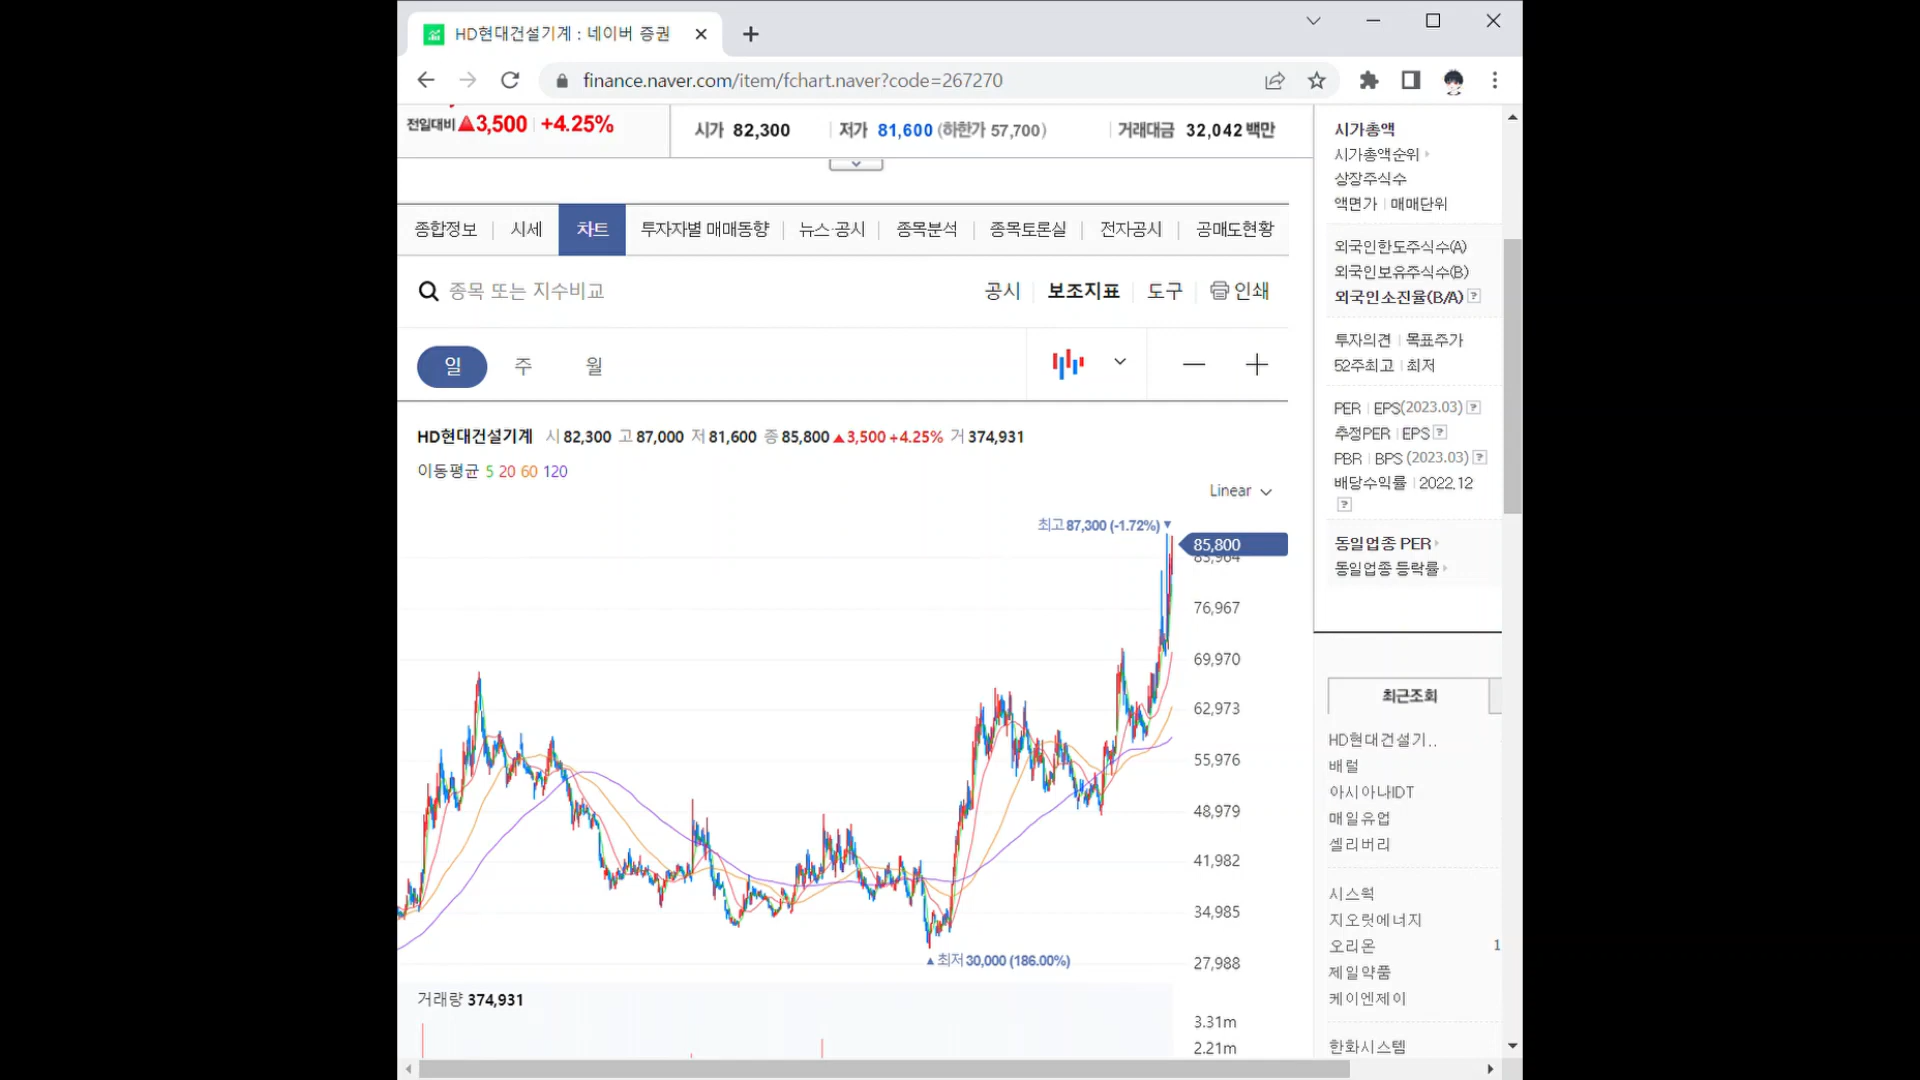 HD현대건설기계 : 네이버 증권
finance.naver.com/item/fchart.naver?code=267270
전일대비 ▲3,500 +4.25%
시가 82,300 저가 81,600 (하한가 57,700) 거래대금 32,042 백만
종합정보 시세 차트 투자자별 매매동향 뉴스·공시 종목분석 종목토론실 전자공시 공매도현황
종목 또는 지수비교
공시 보조지표 도구 인쇄
일 주 월
HD현대건설기계 시 82,300 고 87,000 저 81,600 종 85,800 ▲3,500 +4.25% 거 374,931
이동평균 5 20 60 120
Linear
최고 87,300 (-1.72%) ▼
85,800
83,964
76,967
69,970
62,973
55,976
48,979
41,982
34,985
▲ 최저 30,000 (186.00%)
27,988
거래량 374,931
3.31m
2.21m
시가총액
시가총액순위
상장주식수
액면가 매매단위
외국인한도주식수(A)
외국인보유주식수(B)
외국인소진율(B/A) ?
투자의견 목표주가
52주최고 최저
PER EPS(2023.03) ?
추정PER EPS ?
PBR BPS (2023.03) ?
배당수익률 2022.12
?
동일업종 PER
동일업종 등락률
최근조회
HD현대건설기..
배럴
아시아나IDT
매일유업
셀리버리
시스웍
지오릿에너지
오리온 1
제일약품
케이엔제이
한화시스템